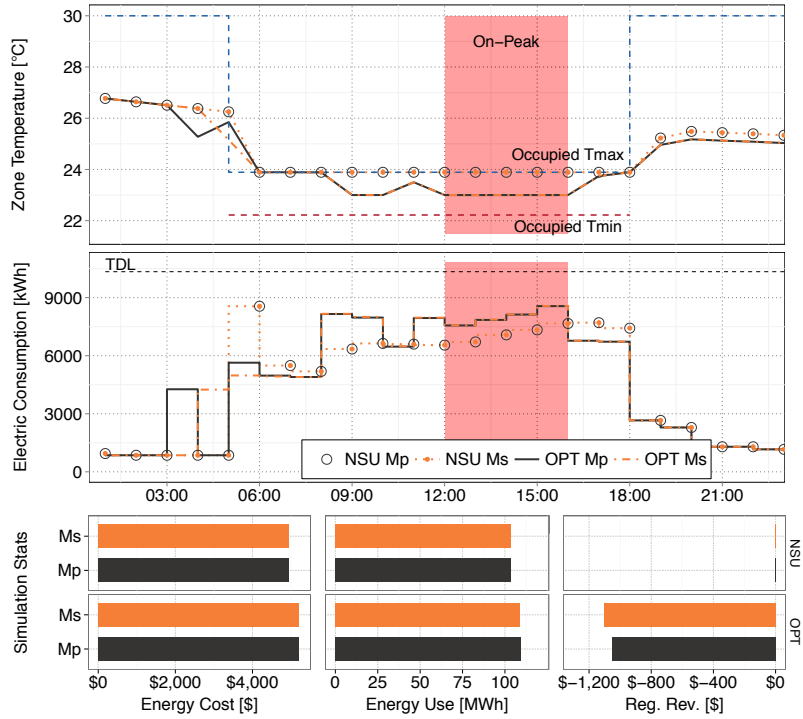 Zone Temperature [°C]
30
28
26
24
22
On−Peak
Occupied Tmax
Occupied Tmin
Electric Consumption [kWh]
TDL
9000
6000
3000
0
NSU Mp NSU Ms OPT Mp OPT Ms
03:00 06:00 09:00 12:00 15:00 18:00 21:00
Simulation Stats
Ms
Mp
NSU
Ms
Mp
OPT
$0 $2,000 $4,000
0 25 50 75 100
$−1,200 $−800 $−400 $0
Energy Cost [$]
Energy Use [MWh]
Reg. Rev. [$]